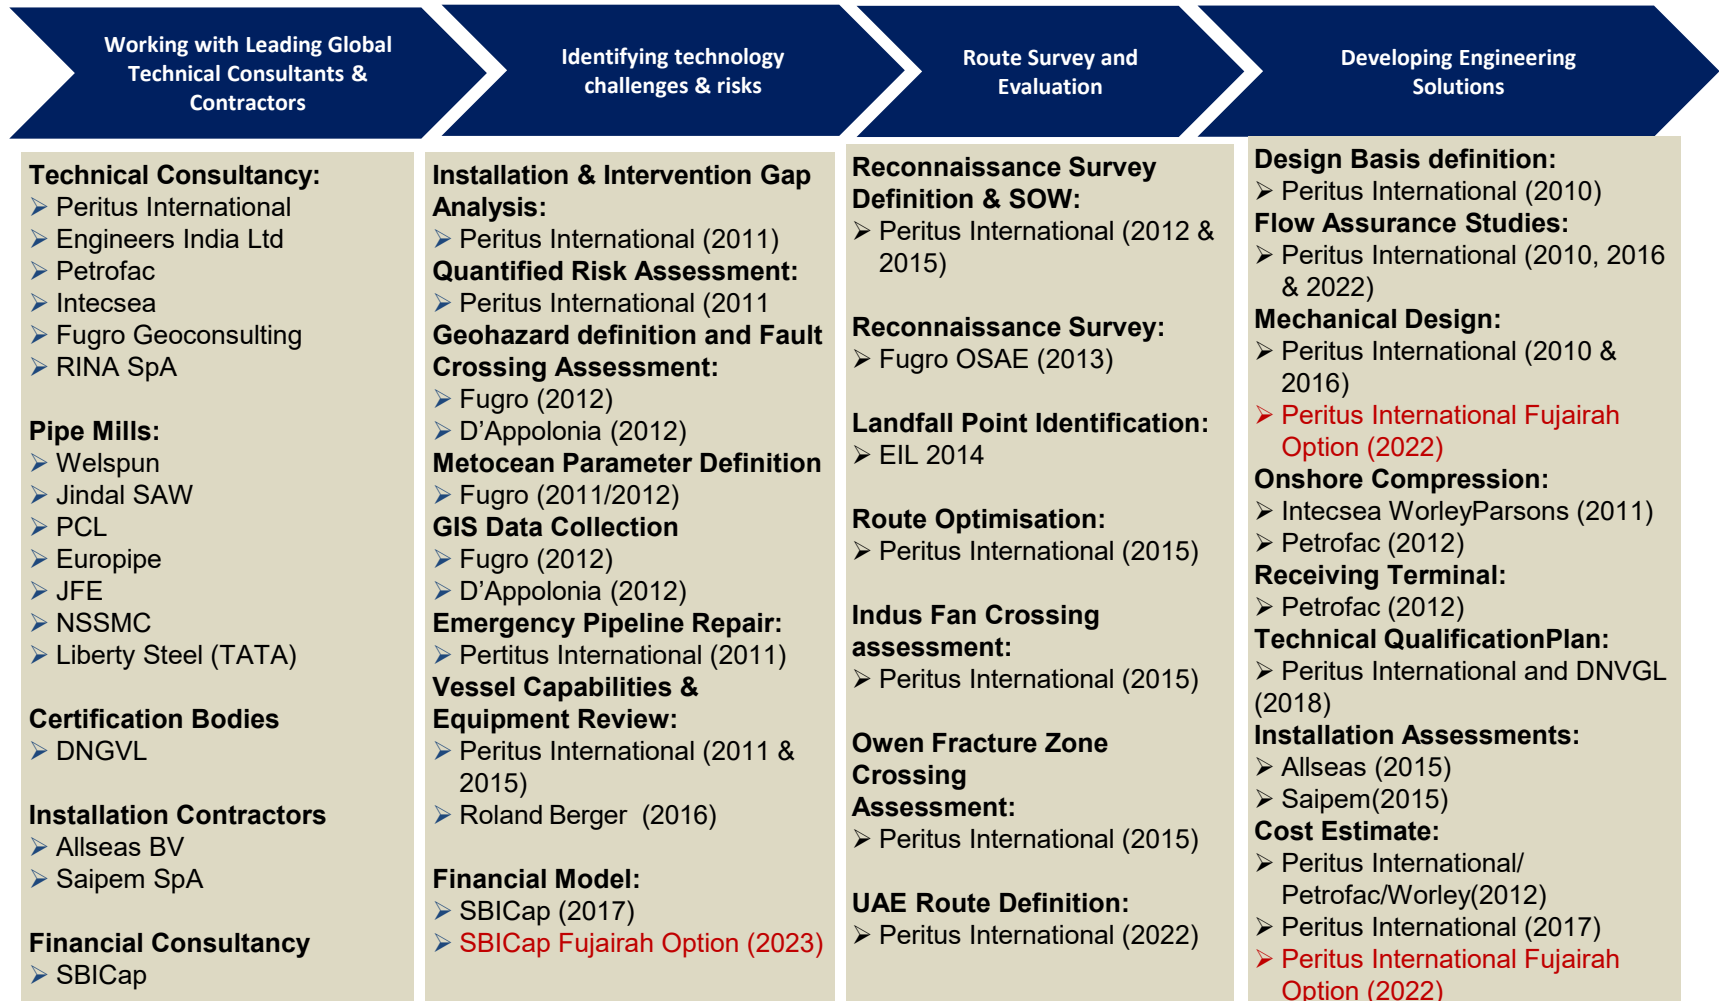 Working with Leading Global
Technical Consultants &
Contractors
Identifying technology
challenges & risks
Route Survey and
Evaluation
Developing Engineering
Solutions
Technical Consultancy:
➢ Peritus International
➢ Engineers India Ltd
➢ Petrofac
➢ Intecsea
➢ Fugro Geoconsulting
➢ RINA SpA
Pipe Mills:
➢ Welspun
➢ Jindal SAW
➢ PCL
➢ Europipe
➢ JFE
➢ NSSMC
➢ Liberty Steel (TATA)
Certification Bodies
➢ DNGVL
Installation Contractors
➢ Allseas BV
➢ Saipem SpA
Financial Consultancy
➢ SBICap
Installation & Intervention Gap
Analysis:
➢ Peritus International (2011)
Quantified Risk Assessment:
➢ Peritus International (2011
Geohazard definition and Fault
Crossing Assessment:
➢ Fugro (2012)
➢ D’Appolonia (2012)
Metocean Parameter Definition
➢ Fugro (2011/2012)
GIS Data Collection
➢ Fugro (2012)
➢ D’Appolonia (2012)
Emergency Pipeline Repair:
➢ Pertitus International (2011)
Vessel Capabilities &
Equipment Review:
➢ Peritus International (2011 &
2015)
➢ Roland Berger (2016)
Financial Model:
➢ SBICap (2017)
➢ SBICap Fujairah Option (2023)
Reconnaissance Survey
Definition & SOW:
➢ Peritus International (2012 &
2015)
Reconnaissance Survey:
➢ Fugro OSAE (2013)
Landfall Point Identification:
➢ EIL 2014
Route Optimisation:
➢ Peritus International (2015)
Indus Fan Crossing
assessment:
➢ Peritus International (2015)
Owen Fracture Zone
Crossing
Assessment:
➢ Peritus International (2015)
UAE Route Definition:
➢ Peritus International (2022)
Design Basis definition:
➢ Peritus International (2010)
Flow Assurance Studies:
➢ Peritus International (2010, 2016
& 2022)
Mechanical Design:
➢ Peritus International (2010 &
2016)
➢ Peritus International Fujairah
Option (2022)
Onshore Compression:
➢ Intecsea WorleyParsons (2011)
➢ Petrofac (2012)
Receiving Terminal:
➢ Petrofac (2012)
Technical QualificationPlan:
➢ Peritus International and DNVGL
(2018)
Installation Assessments:
➢ Allseas (2015)
➢ Saipem(2015)
Cost Estimate:
➢ Peritus International/
Petrofac/Worley(2012)
➢ Peritus International (2017)
➢ Peritus International Fujairah
Option (2022)